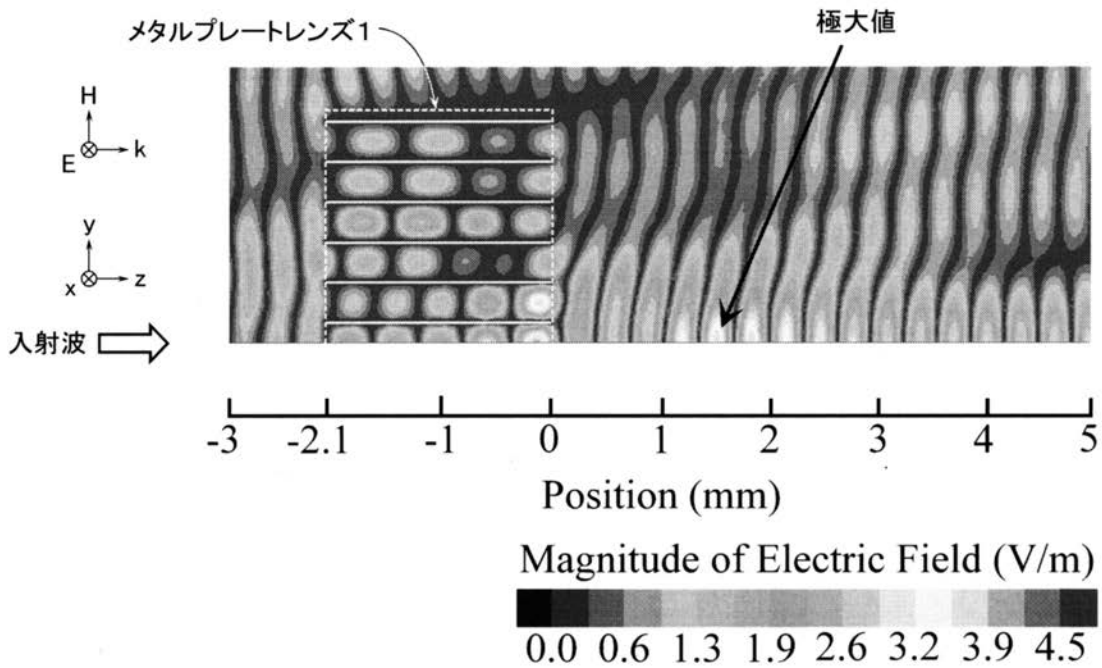 メタルプレートレンズ1
極大値
H
E
k
y
x
z
入射波
-3 -2.1 -1 0 1 2 3 4 5
Position (mm)
Magnitude of Electric Field (V/m)
0.0 0.6 1.3 1.9 2.6 3.2 3.9 4.5